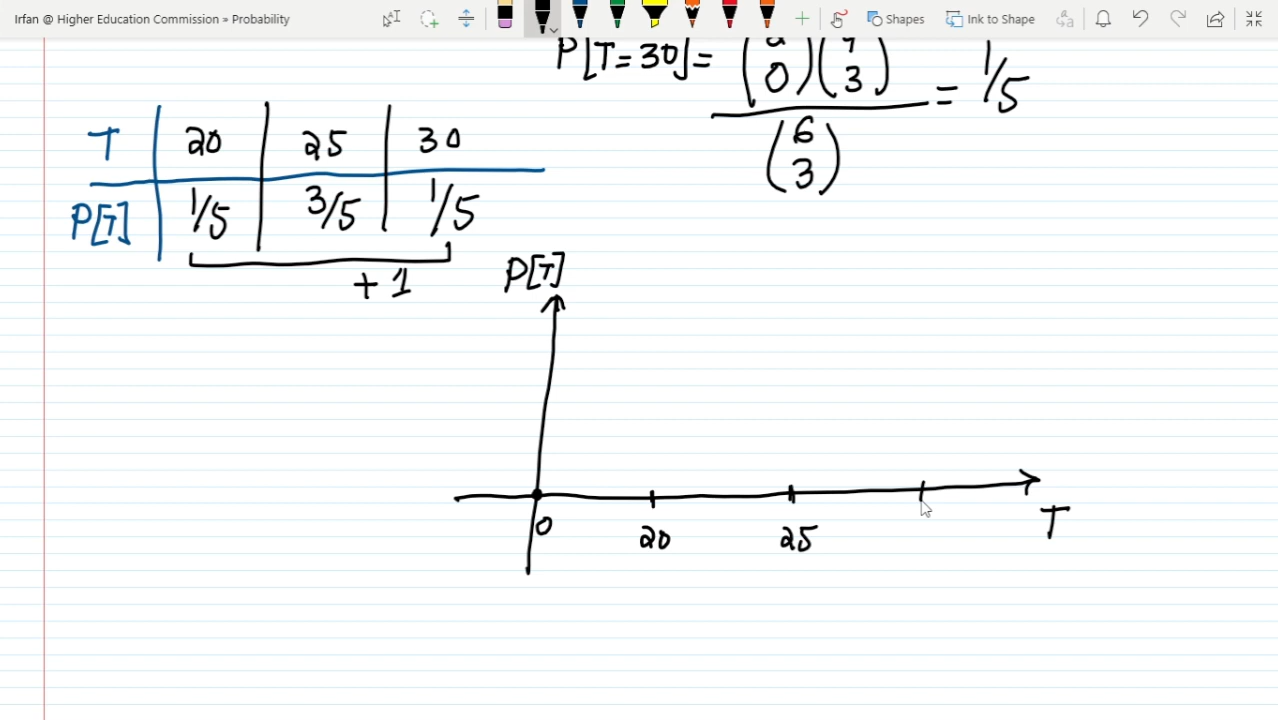 Irfan @ Higher Education Commission » Probability
Shapes
Ink to Shape
P[T=30] = (0)(3) / (6 3) = 1/5
T | 20 | 25 | 30
P[T] | 1/5 | 3/5 | 1/5
+1
P[T]
0 20 25 T